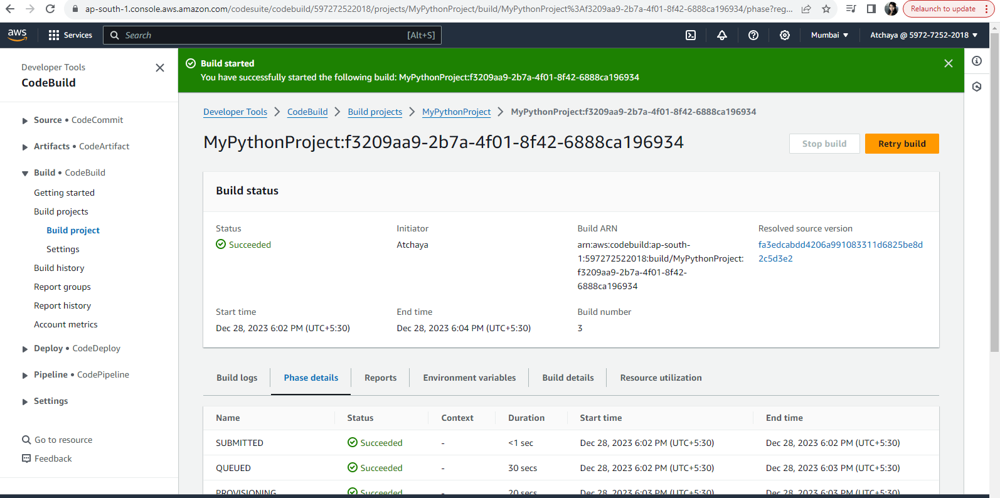 ap-south-1.console.aws.amazon.com/codesuite/codebuild/597272522018/projects/MyPythonProject/build/MyPythonProject%3Af3209aa9-2b7a-4f01-8f42-6888ca196934/phase?reg...
Relaunch to update
aws
Services
Search
[Alt+S]
Mumbai
Atchaya @ 5972-7252-2018
Developer Tools
CodeBuild
Source • CodeCommit
Artifacts • CodeArtifact
Build • CodeBuild
Getting started
Build projects
Build project
Settings
Build history
Report groups
Report history
Account metrics
Deploy • CodeDeploy
Pipeline • CodePipeline
Settings
Go to resource
Feedback
Build started
You have successfully started the following build: MyPythonProject:f3209aa9-2b7a-4f01-8f42-6888ca196934
Developer Tools > CodeBuild > Build projects > MyPythonProject > MyPythonProject:f3209aa9-2b7a-4f01-8f42-6888ca196934
MyPythonProject:f3209aa9-2b7a-4f01-8f42-6888ca196934
Stop build
Retry build
Build status
Status
Succeeded
Initiator
Atchaya
Build ARN
arn:aws:codebuild:ap-south-
1:597272522018:build/MyPythonProject:
f3209aa9-2b7a-4f01-8f42-
6888ca196934
Resolved source version
fa3edcabdd4206a991083311d6825be8d
2c5d3e2
Start time
Dec 28, 2023 6:02 PM (UTC+5:30)
End time
Dec 28, 2023 6:04 PM (UTC+5:30)
Build number
3
Build logs
Phase details
Reports
Environment variables
Build details
Resource utilization
Name Status Context Duration Start time End time
SUBMITTED Succeeded - <1 sec Dec 28, 2023 6:02 PM (UTC+5:30) Dec 28, 2023 6:02 PM (UTC+5:30)
QUEUED Succeeded - 30 secs Dec 28, 2023 6:02 PM (UTC+5:30) Dec 28, 2023 6:03 PM (UTC+5:30)
PROVISIONING Succeeded - 20 secs Dec 28, 2023 6:03 PM (UTC+5:30) Dec 28, 2023 6:03 PM (UTC+5:30)